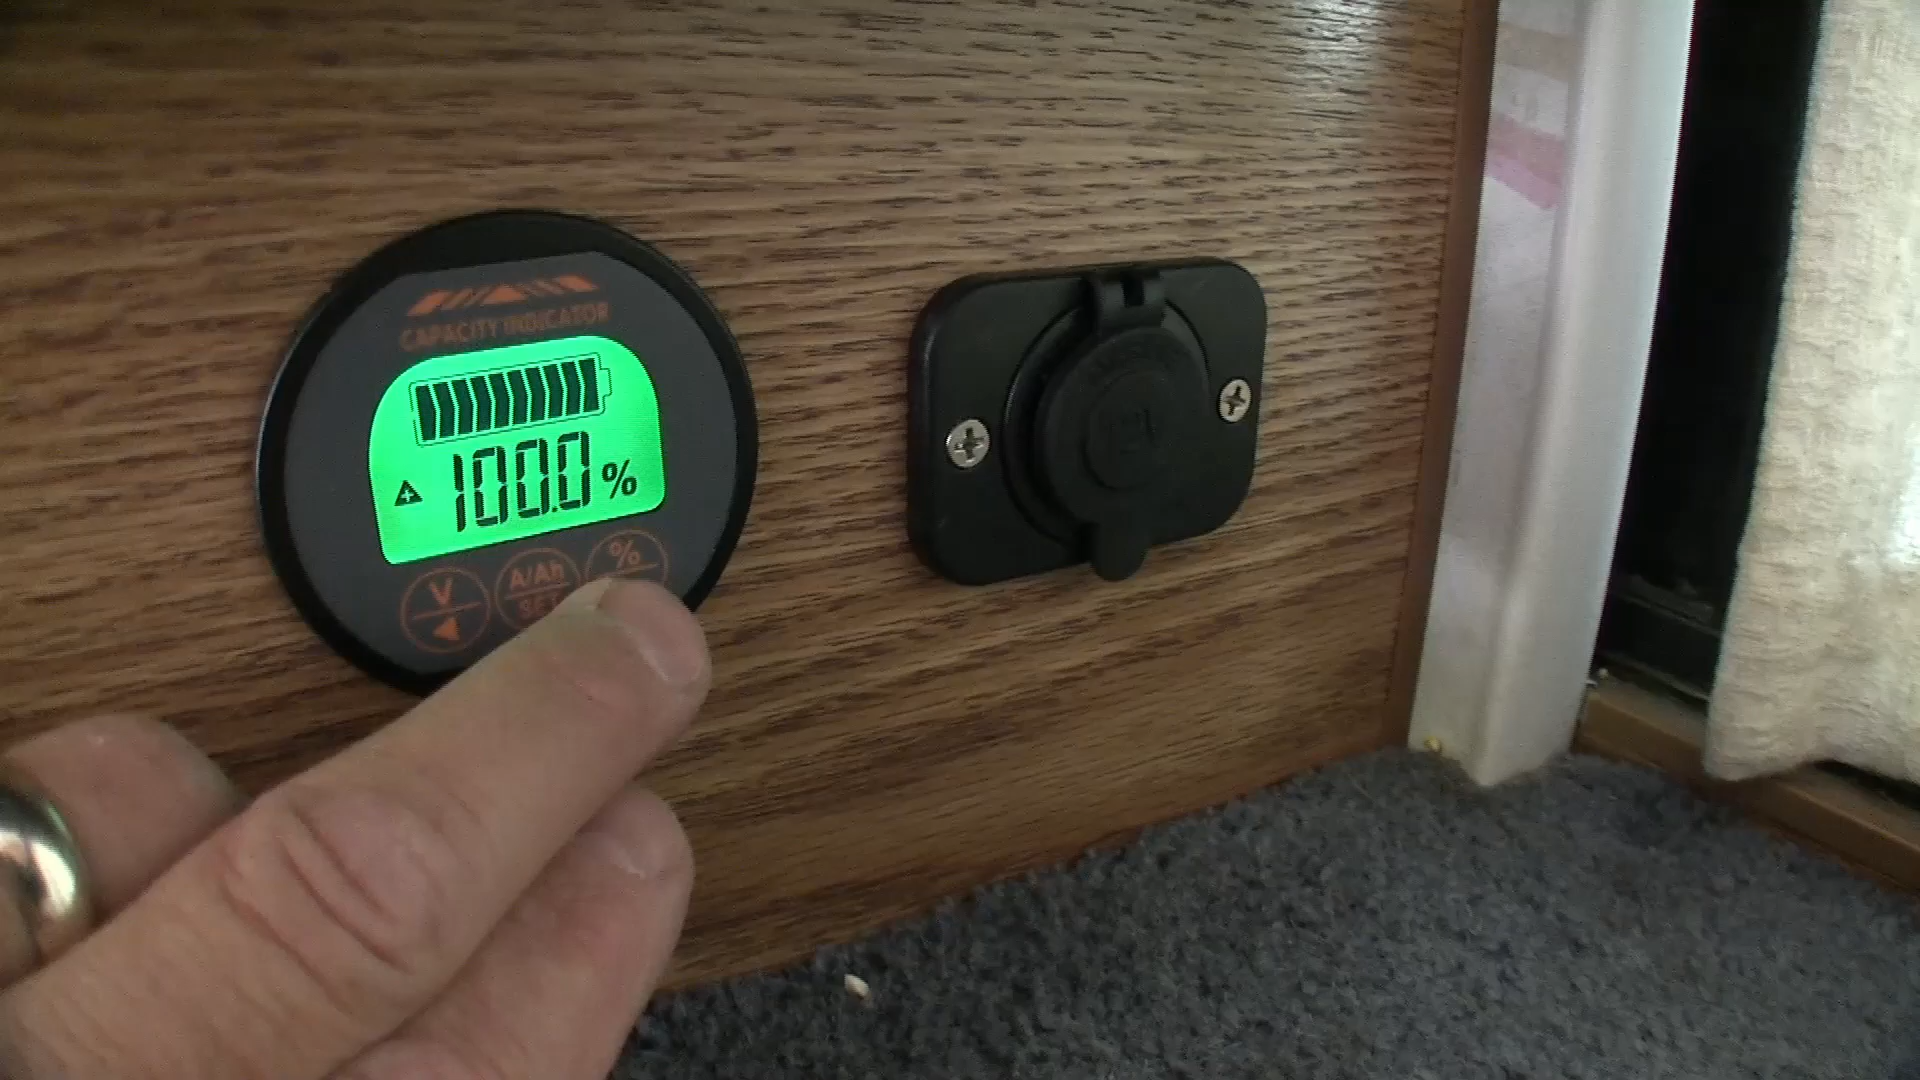 CAPACITY INDICATOR
100.0 %
V A/Ah %
SET